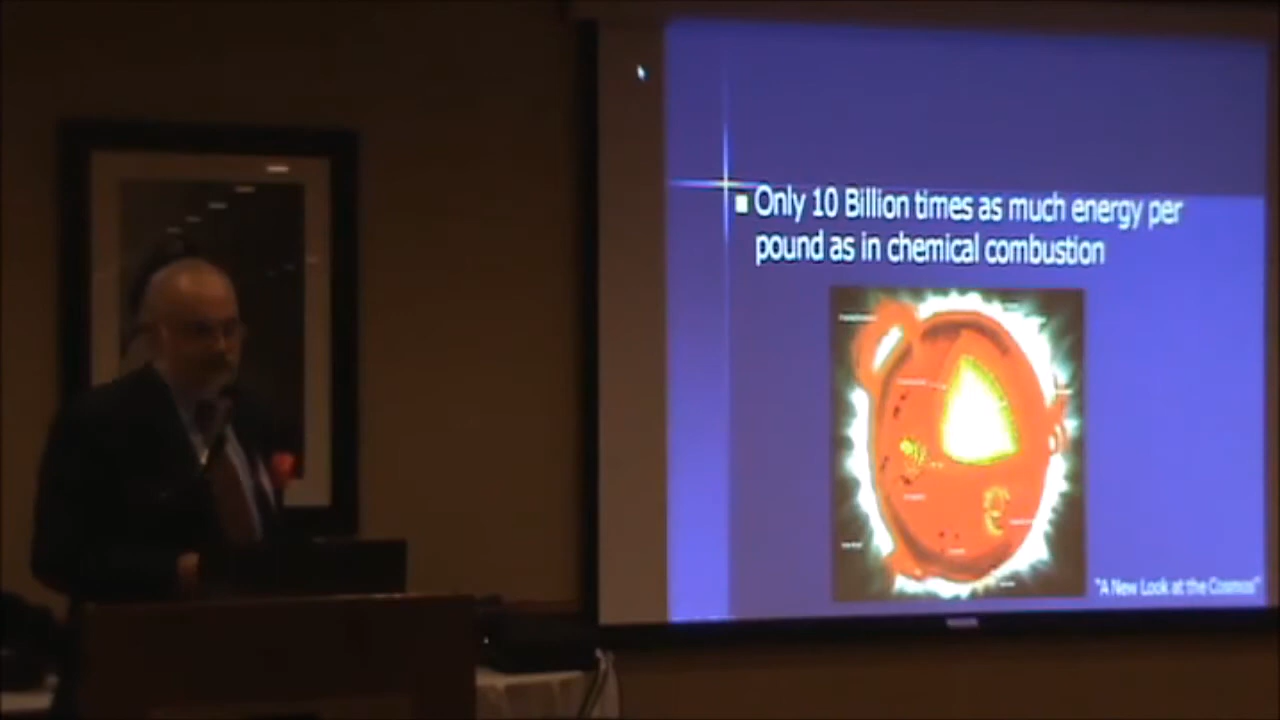 Only 10 Billion times as much energy per
pound as in chemical combustion
"A New Look at the Cosmos"